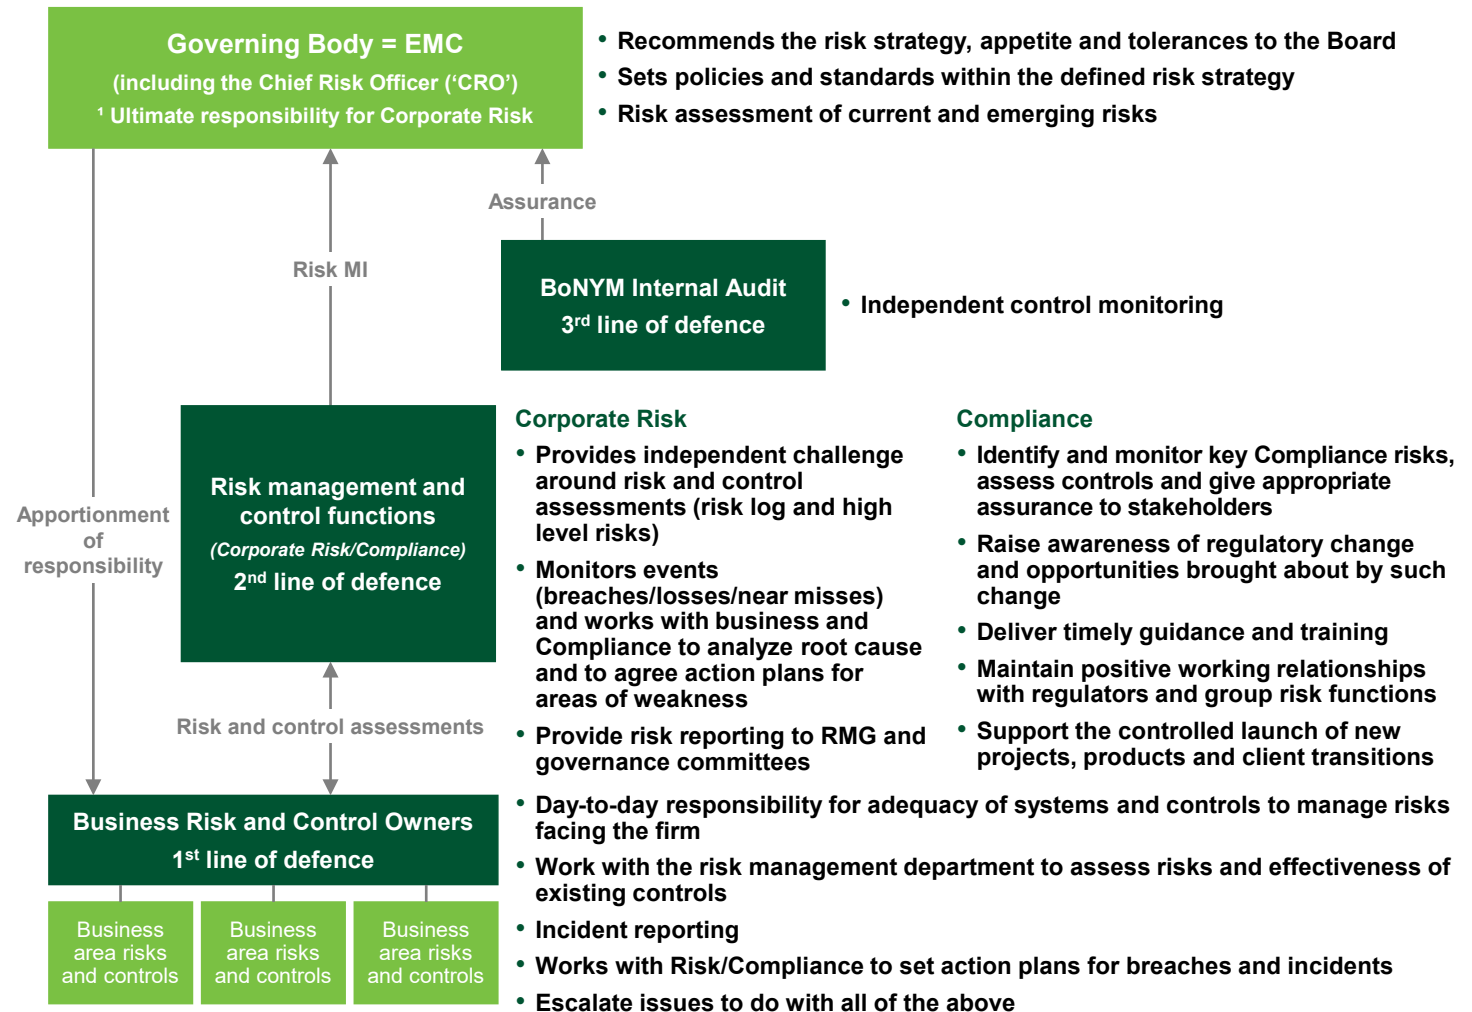 Governing Body = EMC
(including the Chief Risk Officer (‘CRO’)
¹ Ultimate responsibility for Corporate Risk
• Recommends the risk strategy, appetite and tolerances to the Board
• Sets policies and standards within the defined risk strategy
• Risk assessment of current and emerging risks
Assurance
Risk MI
BoNYM Internal Audit
3rd line of defence
• Independent control monitoring
Apportionment
of
responsibility
Risk management and
control functions
(Corporate Risk/Compliance)
2nd line of defence
Corporate Risk
• Provides independent challenge
around risk and control
assessments (risk log and high
level risks)
• Monitors events
(breaches/losses/near misses)
and works with business and
Compliance to analyze root cause
and to agree action plans for
areas of weakness
• Provide risk reporting to RMG and
governance committees
Compliance
• Identify and monitor key Compliance risks,
assess controls and give appropriate
assurance to stakeholders
• Raise awareness of regulatory change
and opportunities brought about by such
change
• Deliver timely guidance and training
• Maintain positive working relationships
with regulators and group risk functions
• Support the controlled launch of new
projects, products and client transitions
Risk and control assessments
Business Risk and Control Owners
1st line of defence
• Day-to-day responsibility for adequacy of systems and controls to manage risks
facing the firm
• Work with the risk management department to assess risks and effectiveness of
existing controls
• Incident reporting
• Works with Risk/Compliance to set action plans for breaches and incidents
• Escalate issues to do with all of the above
Business
area risks
and controls
Business
area risks
and controls
Business
area risks
and controls